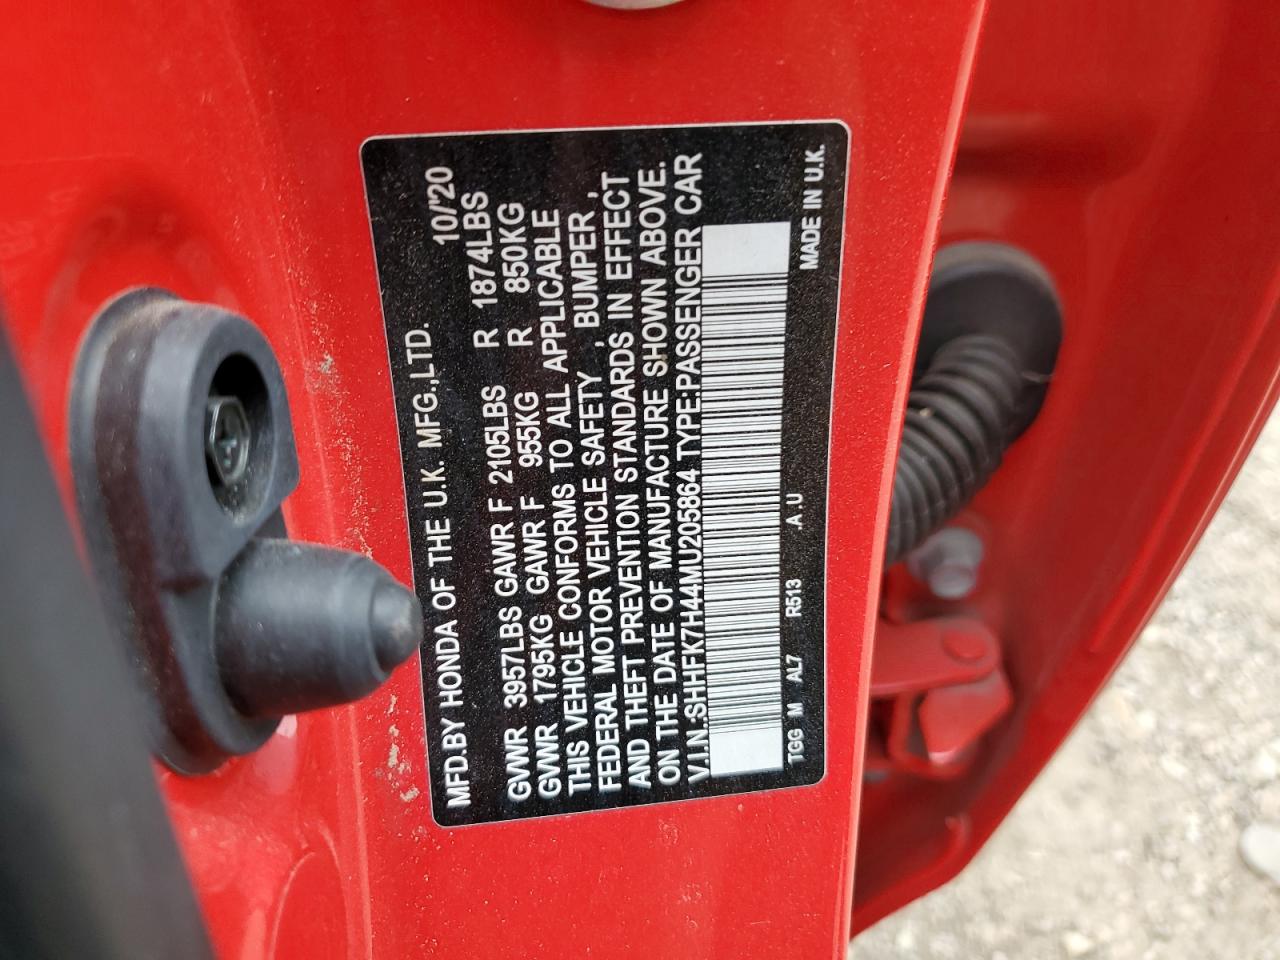 MFD.BY HONDA OF THE U.K. MFG.,LTD. 10/'20
GVWR 3957LBS GAWR F 2105LBS R 1874LBS
GVWR 1795KG GAWR F 955KG R 850KG
THIS VEHICLE CONFORMS TO ALL APPLICABLE
FEDERAL MOTOR VEHICLE SAFETY , BUMPER ,
AND THEFT PREVENTION STANDARDS IN EFFECT
ON THE DATE OF MANUFACTURE SHOWN ABOVE.
V.I.N.:SHHFK7H44MU205864 TYPE:PASSENGER CAR
TGG M AL7 R513 .A.U MADE IN U.K.